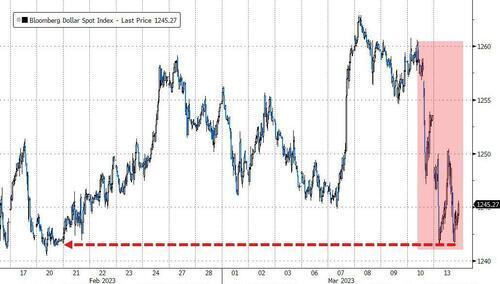 Bloomberg Dollar Spot Index - Last Price 1245.27
1260
1255
1250
1245.27
1240
17 20 21 22 23 24 27 28 01 02 03 06 07 08 09 10 13
Feb 2023 Mar 2023